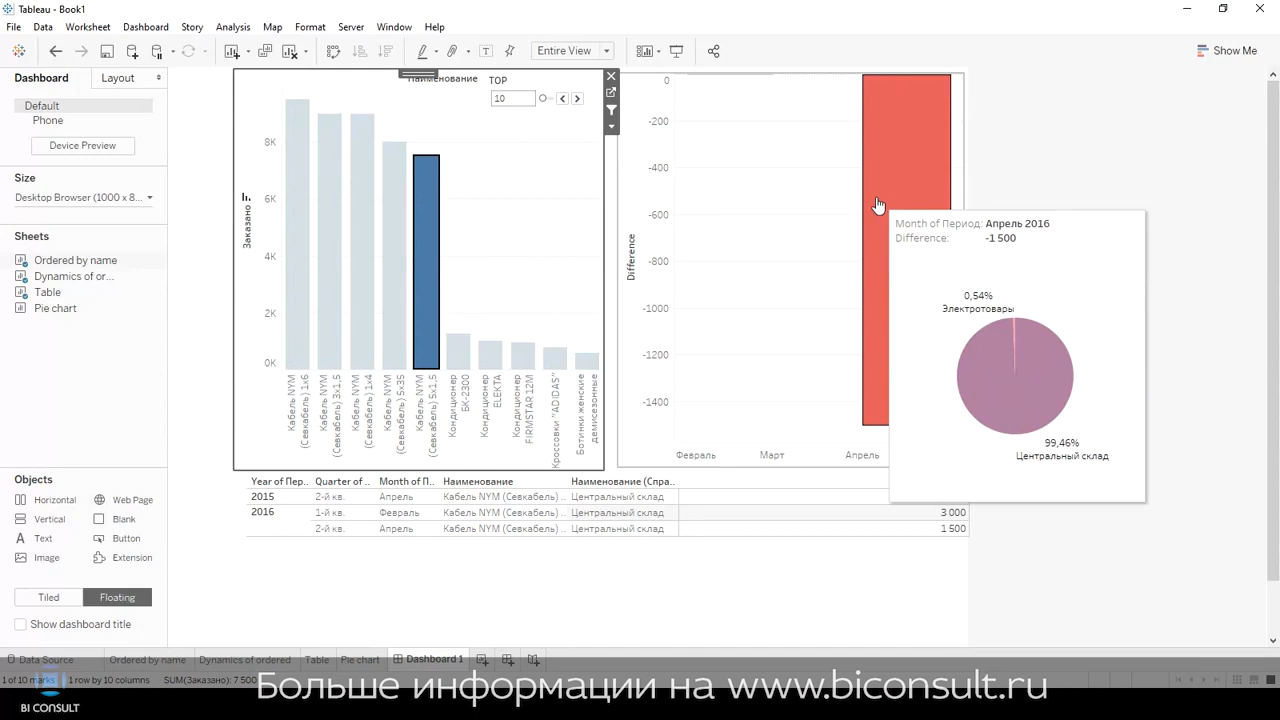 Tableau - Book1
File Data Worksheet Dashboard Story Analysis Map Format Server Window Help
Entire View
Show Me
Dashboard Layout
Default
Phone
Device Preview
Size
Desktop Browser (1000 x 8...
Sheets
Ordered by name
Dynamics of or...
Table
Pie chart
Objects
Horizontal Web Page
Vertical Blank
Text Button
Image Extension
Tiled Floating
Show dashboard title
Наименование TOP
10
Заказано
8K
6K
4K
2K
0K
Кабель NYM (Севкабель) 1x6
Кабель NYM (Севкабель) 3x1,5
Кабель NYM (Севкабель) 1x4
Кабель NYM (Севкабель) 5x35
Кабель NYM (Севкабель) 5x1,5
Кондиционер БК-2300
Кондиционер ELEKTA
Кондиционер FIRMSTAR 12M
Кроссовки "ADIDAS"
Ботинки женские демисезонные
Difference
0
-200
-400
-600
-800
-1000
-1200
-1400
Февраль Март Апрель
Month of Период: Апрель 2016
Difference: -1 500
0,54%
Электротовары
99,46%
Центральный склад
Year of Пер.. Quarter of .. Month of П.. Наименование Наименование (Спра..
2015 2-й кв. Апрель Кабель NYM (Севкабель) .. Центральный склад
2016 1-й кв. Февраль Кабель NYM (Севкабель) .. Центральный склад 3 000
2-й кв. Апрель Кабель NYM (Севкабель) .. Центральный склад 1 500
Data Source Ordered by name Dynamics of ordered Table Pie chart Dashboard 1
1 of 10 marks 1 row by 10 columns SUM(Заказано): 7 500
Больше информации на www.biconsult.ru
BI CONSULT